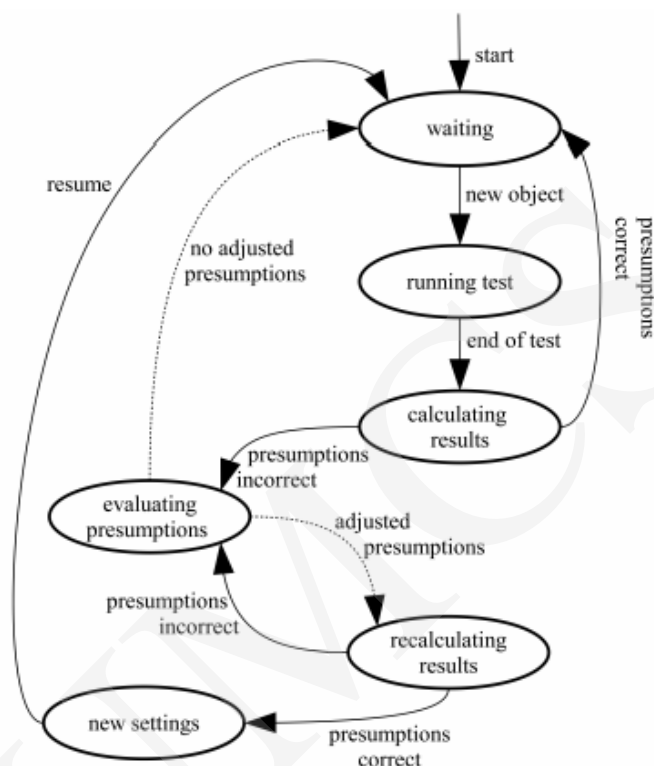 start
waiting
resume
new object
presumptions
correct
no adjusted
presumptions
running test
end of test
calculating
results
presumptions
incorrect
evaluating
presumptions
adjusted
presumptions
presumptions
incorrect
recalculating
results
new settings
presumptions
correct
UMCS